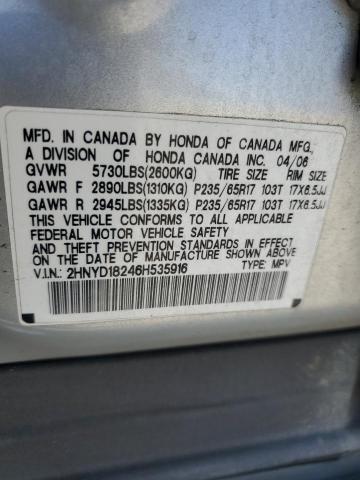 MFD. IN CANADA BY HONDA OF CANADA MFG.,
A DIVISION OF HONDA CANADA INC. 04/06
GVWR 5730LBS(2600KG) TIRE SIZE RIM SIZE
GAWR F 2890LBS(1310KG) P235/65R17 103T 17X6.5JJ
GAWR R 2945LBS(1335KG) P235/65R17 103T 17X6.5JJ
THIS VEHICLE CONFORMS TO ALL APPLICABLE
FEDERAL MOTOR VEHICLE SAFETY
AND THEFT PREVENTION STANDARDS IN EFFECT
ON THE DATE OF MANUFACTURE SHOWN ABOVE.
V.I.N.: 2HNYD18246H535916 TYPE: MPV